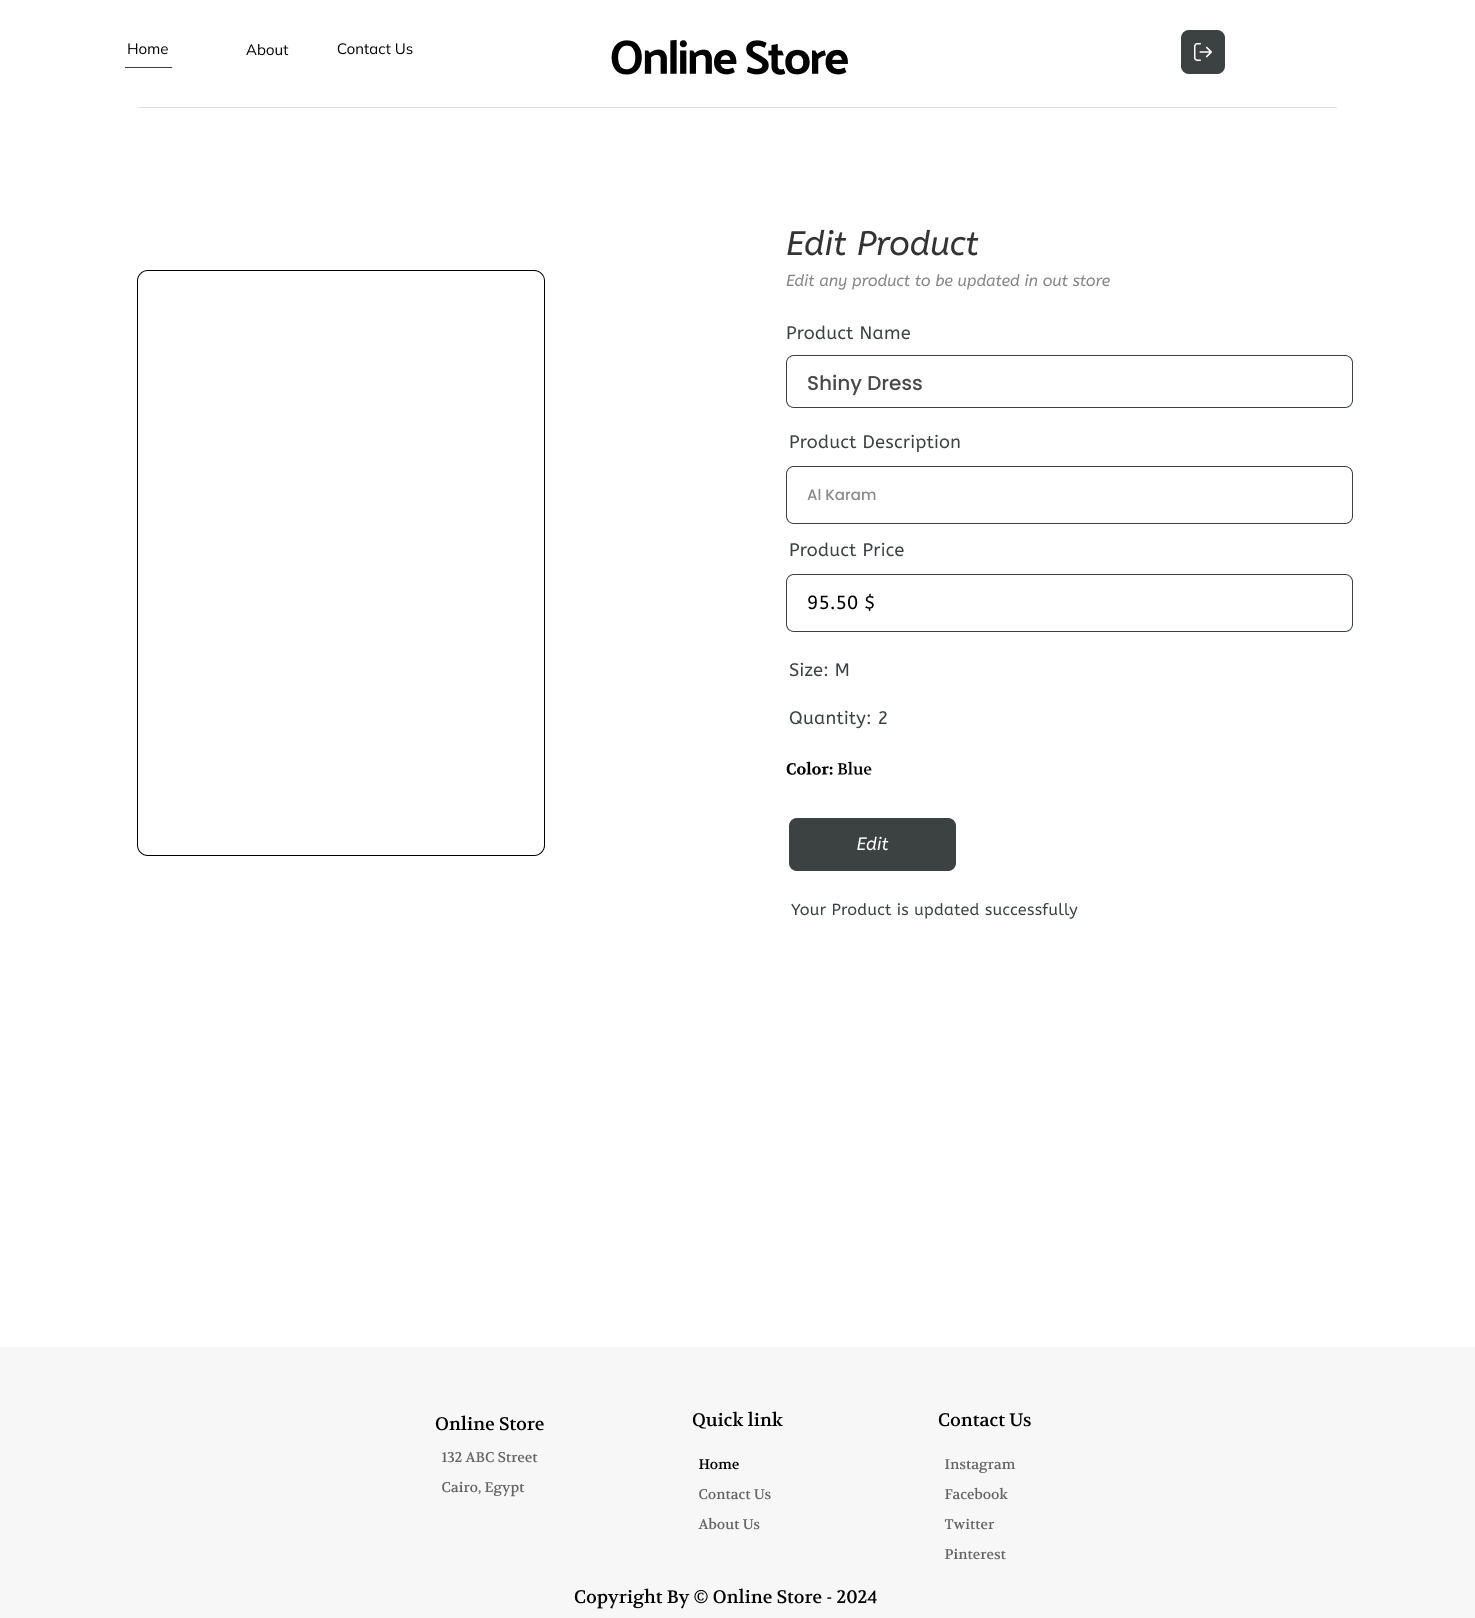 Home
About
Contact Us
Online Store
Edit Product
Edit any product to be updated in out store
Product Name
Shiny Dress
Product Description
Al Karam
Product Price
95.50 $
Size: M
Quantity: 2
Color: Blue
Edit
Your Product is updated successfully
Online Store
132 ABC Street
Cairo, Egypt
Quick link
Home
Contact Us
About Us
Contact Us
Instagram
Facebook
Twitter
Pinterest
Copyright By © Online Store - 2024